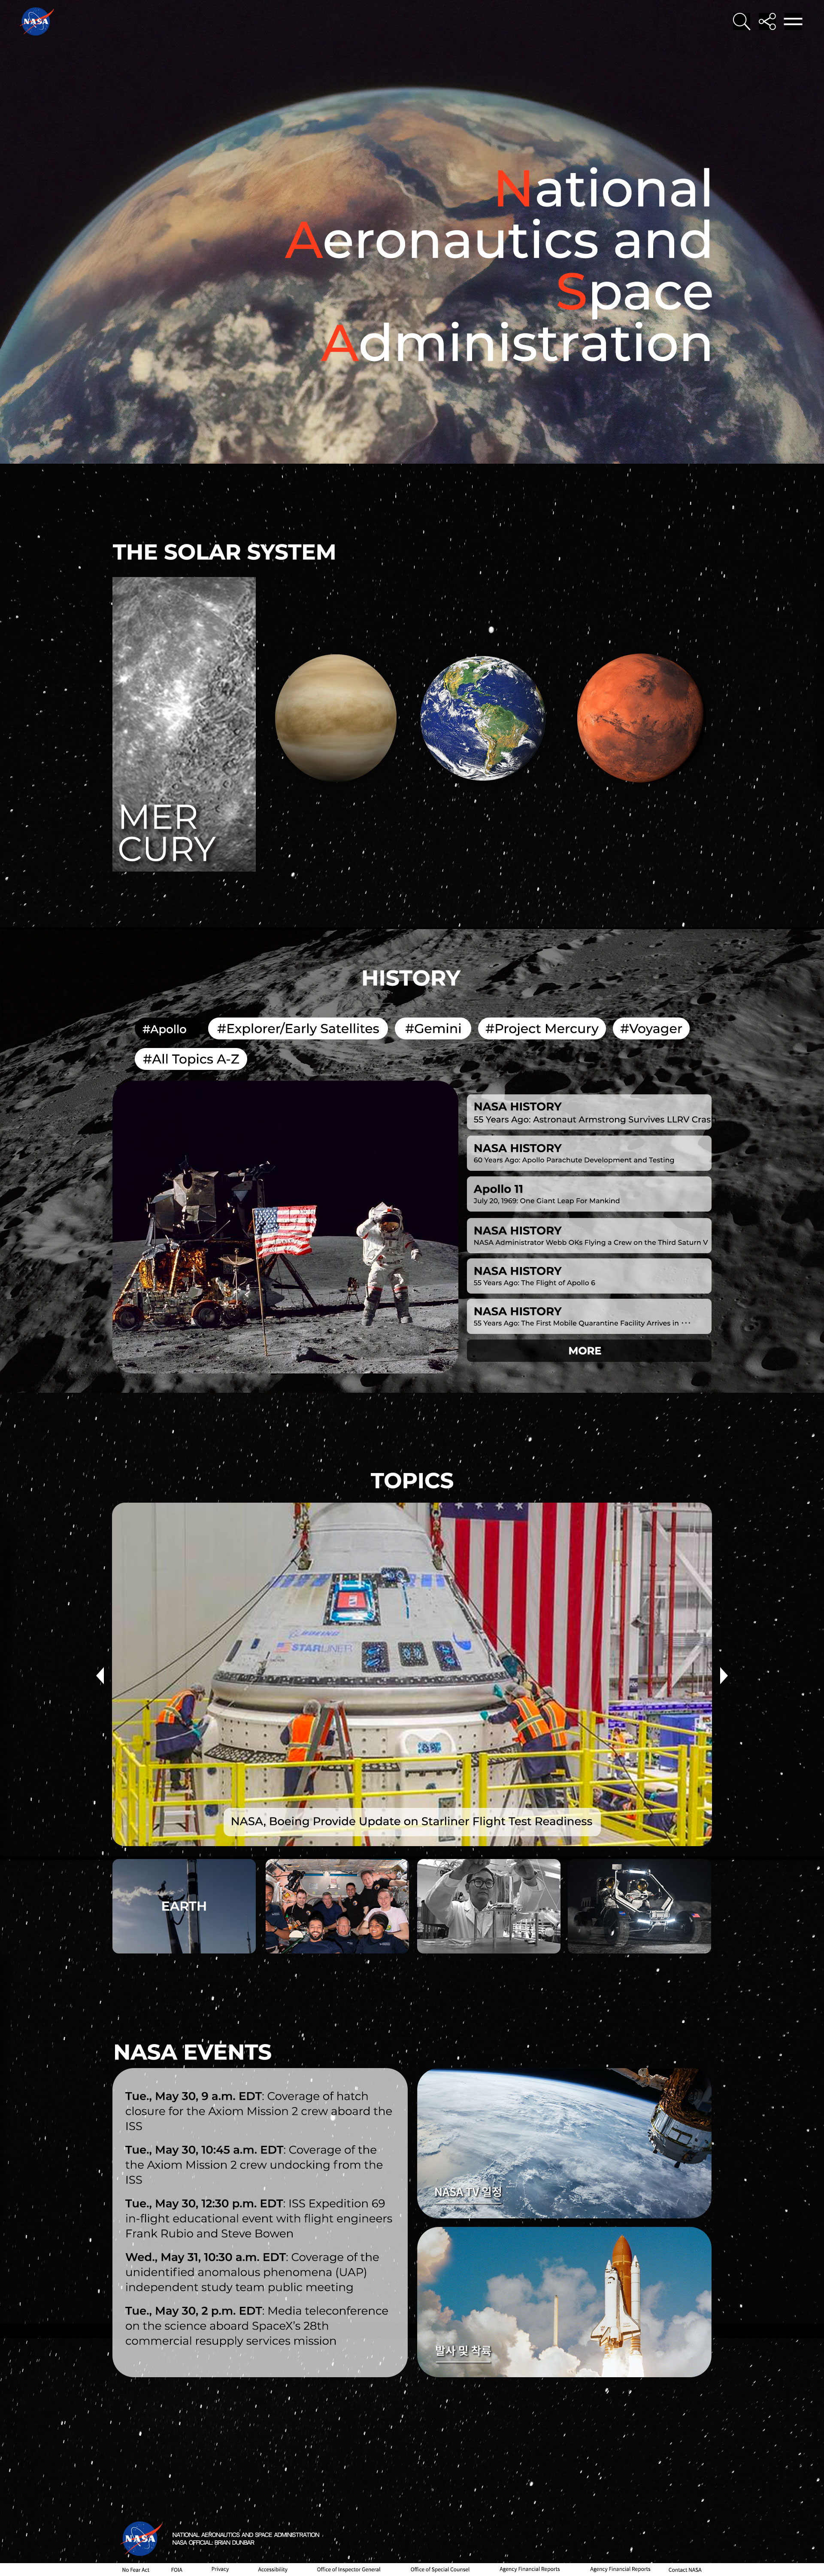 NASA
National
Aeronautics and
Space
Administration
THE SOLAR SYSTEM
MER
CURY
HISTORY
#Apollo
#Explorer/Early Satellites
#Gemini
#Project Mercury
#Voyager
#All Topics A-Z
NASA HISTORY
55 Years Ago: Astronaut Armstrong Survives LLRV Cras
NASA HISTORY
60 Years Ago: Apollo Parachute Development and Testing
Apollo 11
July 20, 1969: One Giant Leap For Mankind
NASA HISTORY
NASA Administrator Webb OKs Flying a Crew on the Third Saturn V
NASA HISTORY
55 Years Ago: The Flight of Apollo 6
NASA HISTORY
55 Years Ago: The First Mobile Quarantine Facility Arrives in ···
MORE
TOPICS
BOEING
STARLINER
NASA, Boeing Provide Update on Starliner Flight Test Readiness
EARTH
NASA EVENTS
Tue., May 30, 9 a.m. EDT: Coverage of hatch
closure for the Axiom Mission 2 crew aboard the
ISS
Tue., May 30, 10:45 a.m. EDT: Coverage of the
the Axiom Mission 2 crew undocking from the
ISS
Tue., May 30, 12:30 p.m. EDT: ISS Expedition 69
in-flight educational event with flight engineers
Frank Rubio and Steve Bowen
Wed., May 31, 10:30 a.m. EDT: Coverage of the
unidentified anomalous phenomena (UAP)
independent study team public meeting
Tue., May 30, 2 p.m. EDT: Media teleconference
on the science aboard SpaceX's 28th
commercial resupply services mission
NASA TV 일정
발사 및 착륙
NASA
NATIONAL AERONAUTICS AND SPACE ADMINISTRATION
NASA OFFICIAL: BRIAN DUNBAR
No Fear Act
FOIA
Privacy
Accessibility
Office of Inspector General
Office of Special Counsel
Agency Financial Reports
Agency Financial Reports
Contact NASA